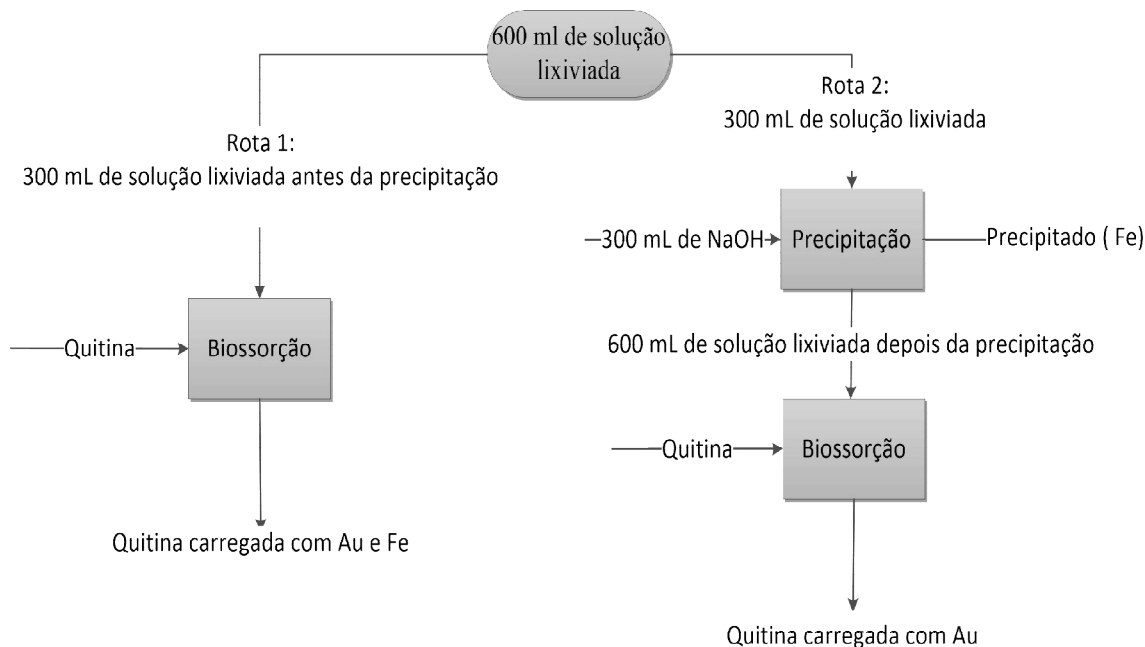 600 ml de solução
lixiviada
Rota 1:
300 mL de solução lixiviada antes da precipitação
Quitina
Biossorção
Quitina carregada com Au e Fe
Rota 2:
300 mL de solução lixiviada
300 mL de NaOH
Precipitação
Precipitado ( Fe)
600 mL de solução lixiviada depois da precipitação
Quitina
Biossorção
Quitina carregada com Au